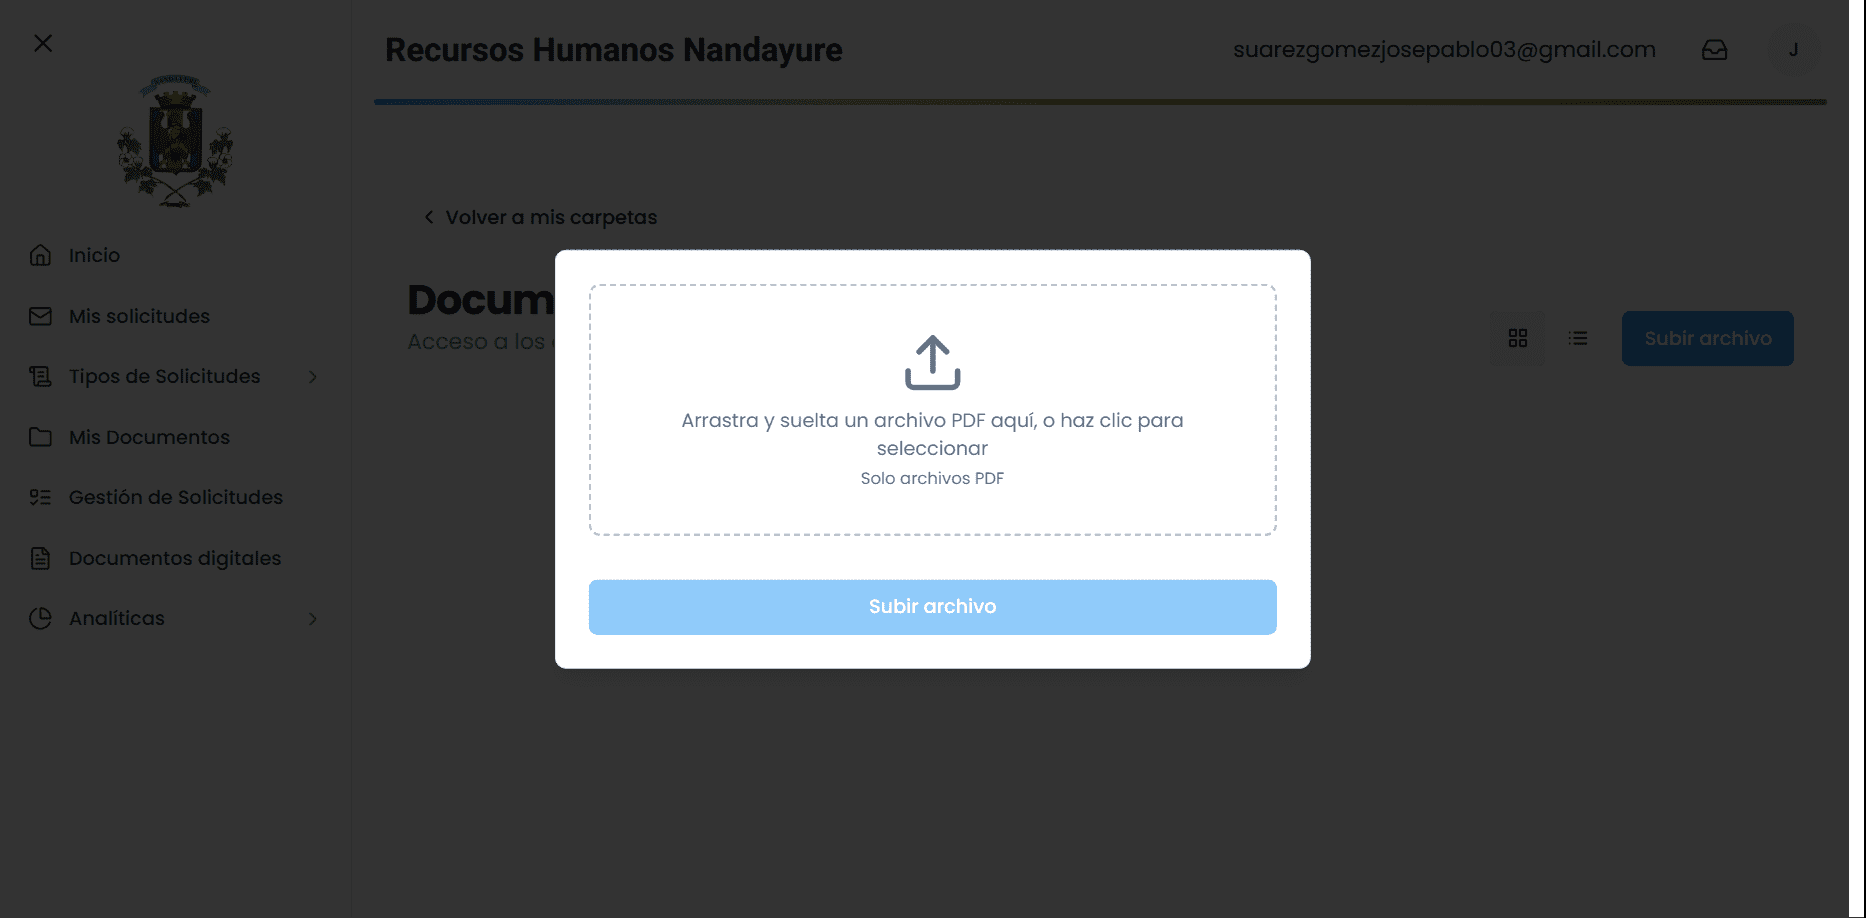 Recursos Humanos Nandayure
suarezgomezjosepablo03@gmail.com
J
Inicio
Mis solicitudes
Tipos de Solicitudes
Mis Documentos
Gestión de Solicitudes
Documentos digitales
Analíticas
Volver a mis carpetas
Docum
Acceso a los
Subir archivo
Arrastra y suelta un archivo PDF aquí, o haz clic para
seleccionar
Solo archivos PDF
Subir archivo